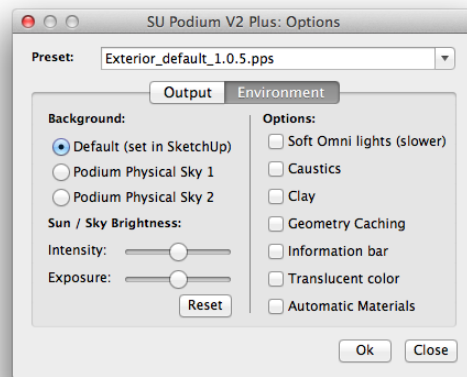 SU Podium V2 Plus: Options
Preset: Exterior_default_1.0.5.pps
Output Environment
Background:
Default (set in SketchUp)
Podium Physical Sky 1
Podium Physical Sky 2
Sun / Sky Brightness:
Intensity:
Exposure:
Reset
Options:
Soft Omni lights (slower)
Caustics
Clay
Geometry Caching
Information bar
Translucent color
Automatic Materials
Ok Close